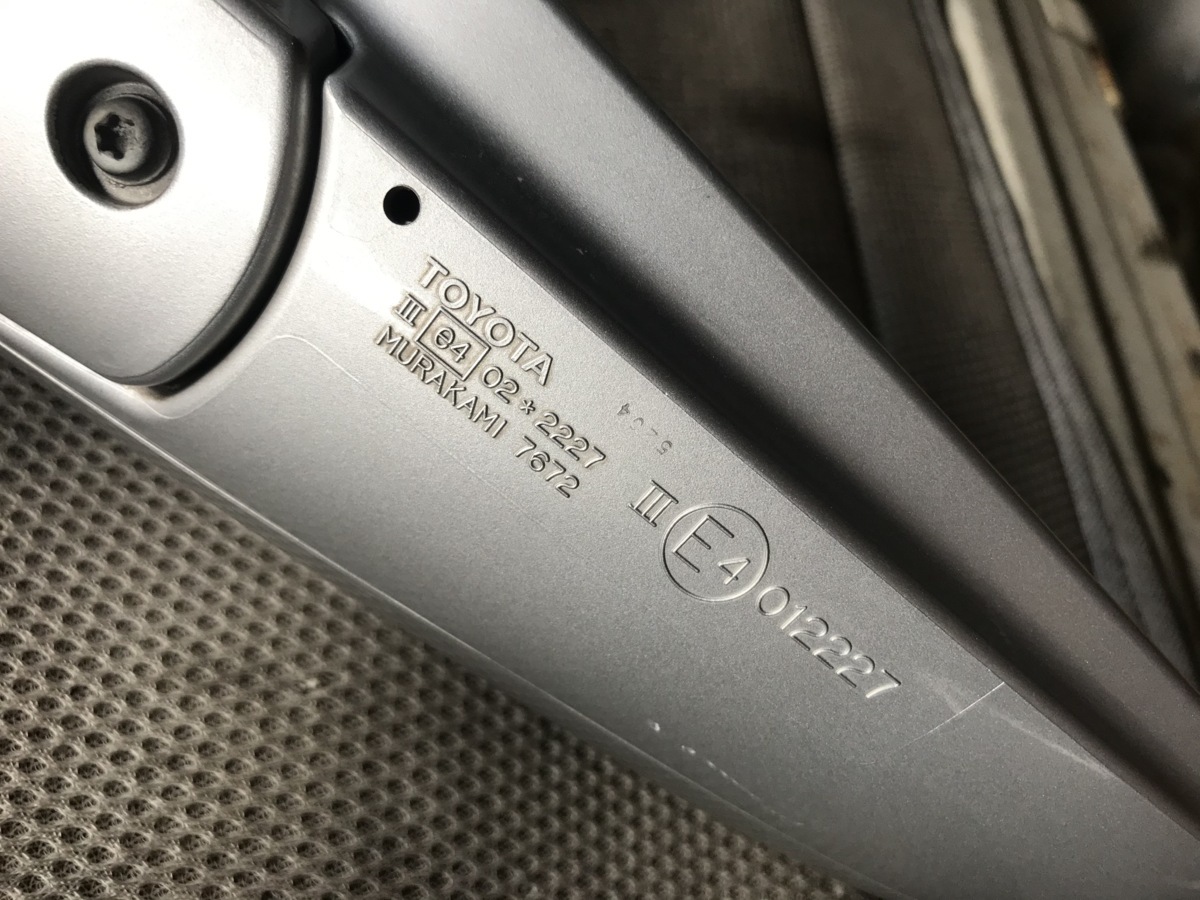 TOYOTA
III e4 02*2227
MURAKAMI 7672
III E4 012227